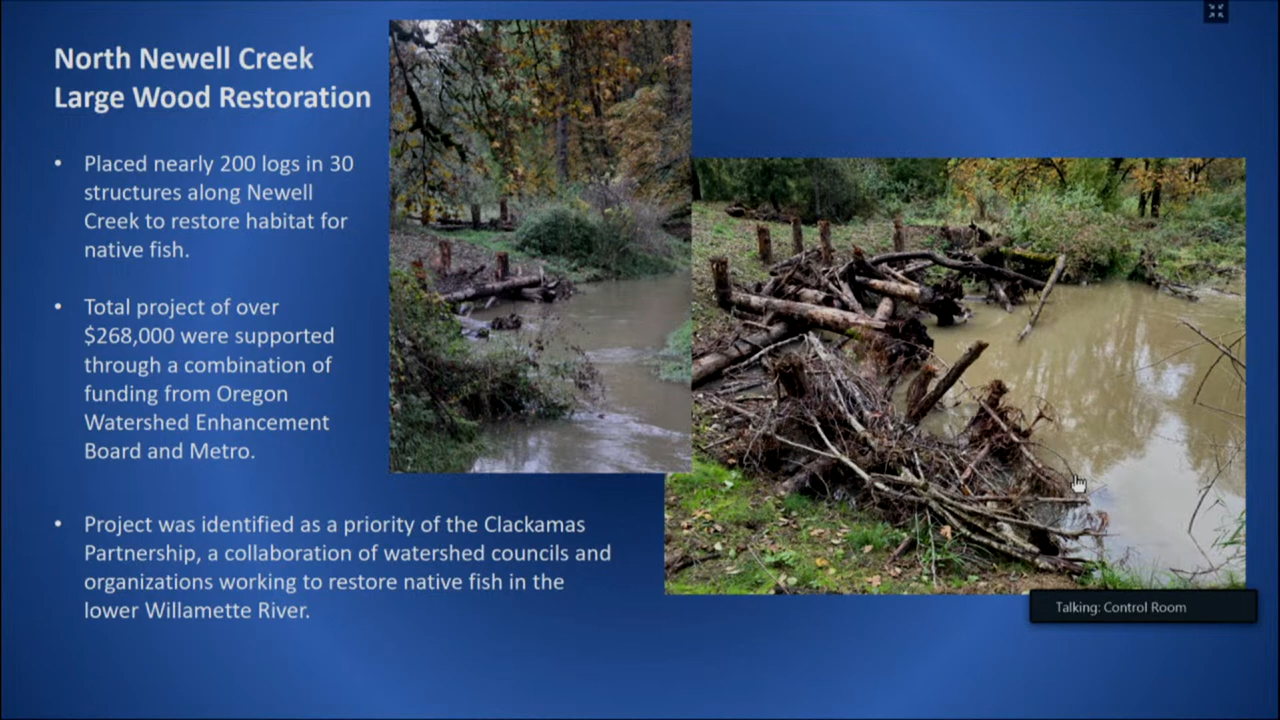 North Newell Creek
Large Wood Restoration
• Placed nearly 200 logs in 30
structures along Newell
Creek to restore habitat for
native fish.
• Total project of over
$268,000 were supported
through a combination of
funding from Oregon
Watershed Enhancement
Board and Metro.
• Project was identified as a priority of the Clackamas
Partnership, a collaboration of watershed councils and
organizations working to restore native fish in the
lower Willamette River.
Talking: Control Room